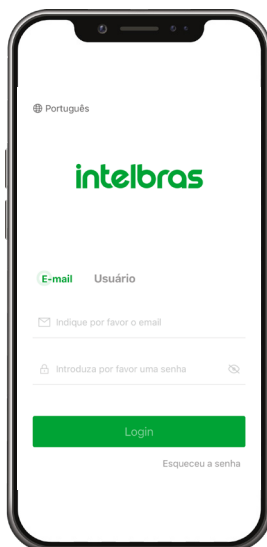 Português
intelbras
E-mail Usuário
Indique por favor o email
Introduza por favor uma senha
Login
Esqueceu a senha